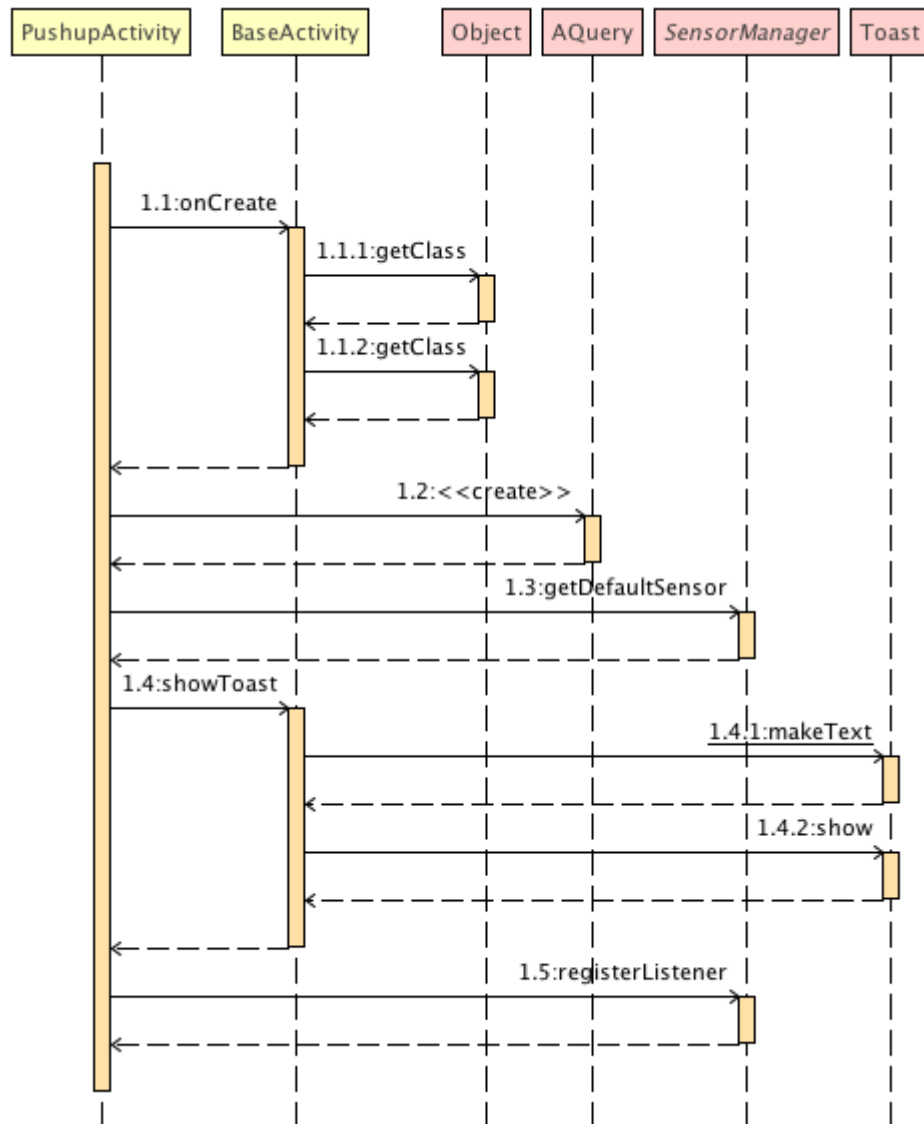 PushupActivity
BaseActivity
Object
AQuery
SensorManager
Toast
1.1:onCreate
1.1.1:getClass
1.1.2:getClass
1.2:<<create>>
1.3:getDefaultSensor
1.4:showToast
1.4.1:makeText
1.4.2:show
1.5:registerListener